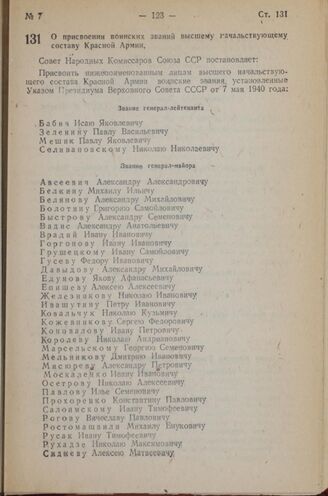 № 7
— 123 —
Ст. 131
131 О присвоении воинских званий высшему начальствующему
составу Красной Армии.
Совет Народных Комиссаров Союза ССР постановляет:
Присвоить нижепоименованным лицам высшего начальствую-
щего состава Красной Армии воинские звания, установленные
Указом Президиума Верховного Совета СССР от 7 мая 1940 года:
Звание генерал-лейтенанта
Бабич Исаю Яковлевичу
Зеленину Павлу Васильевичу
Мешик Павлу Яковлевичу
Селивановскому Николаю Николаевичу.
Звание генерал-майора
Авсеевич Александру Александровичу
Белкину Михаилу Ильичу
Белянову Александру Михайловичу
Болотину Григорию Самойловичу
Быстрову Александру Семеновичу
Вадис Александру Анатольевичу
Врадий Ивану Ивановичу
Горгонову Ивану Ивановичу
Грушецкому Ивану Самойловичу
Гусеву Федору Ивановичу
Давыдову Александру Михайловичу
Едунову Якову Афанасьевичу
Епишеву Алексею Алексеевичу
Железникову Николаю Ивановичу
Ивашутину Петру Ивановичу
Ковальчук Николаю Кузьмичу
Кожевникову Сергею Федоровичу
Коновалову Ивану Петровичу
Королеву Николаю Андриановичу
Марсельскому Георгию Семеновичу
Мельникову Дмитрию Ивановичу
Мисюреву Александру Петровичу
Москаленко Ивану Ивановичу
Осетрову Николаю Алексеевичу
Павлову Илье Семеновичу
Прохоренко Константину Павловичу
Салоимскому Ивану Тимофеевичу
Рогову Вячеславу Павловичу
Ростомашвили Михаилу Енуковичу
Русак Ивану Тимофеевичу
Рухадзе Николаю Максимовичу
Сидневу Алексею Матвеевичу